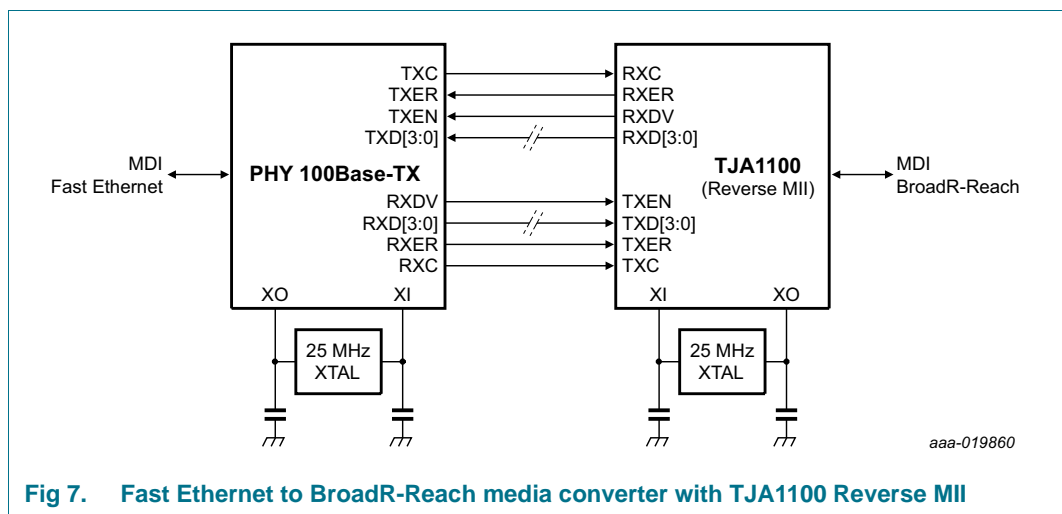 TXC
TXER
TXEN
TXD[3:0]
RXC
RXER
RXDV
RXD[3:0]
MDI
Fast Ethernet
PHY 100Base-TX
TJA1100
(Reverse MII)
MDI
BroadR-Reach
RXDV
RXD[3:0]
RXER
RXC
TXEN
TXD[3:0]
TXER
TXC
XO
XI
XI
XO
25 MHz
XTAL
25 MHz
XTAL
aaa-019860
Fig 7. Fast Ethernet to BroadR-Reach media converter with TJA1100 Reverse MII